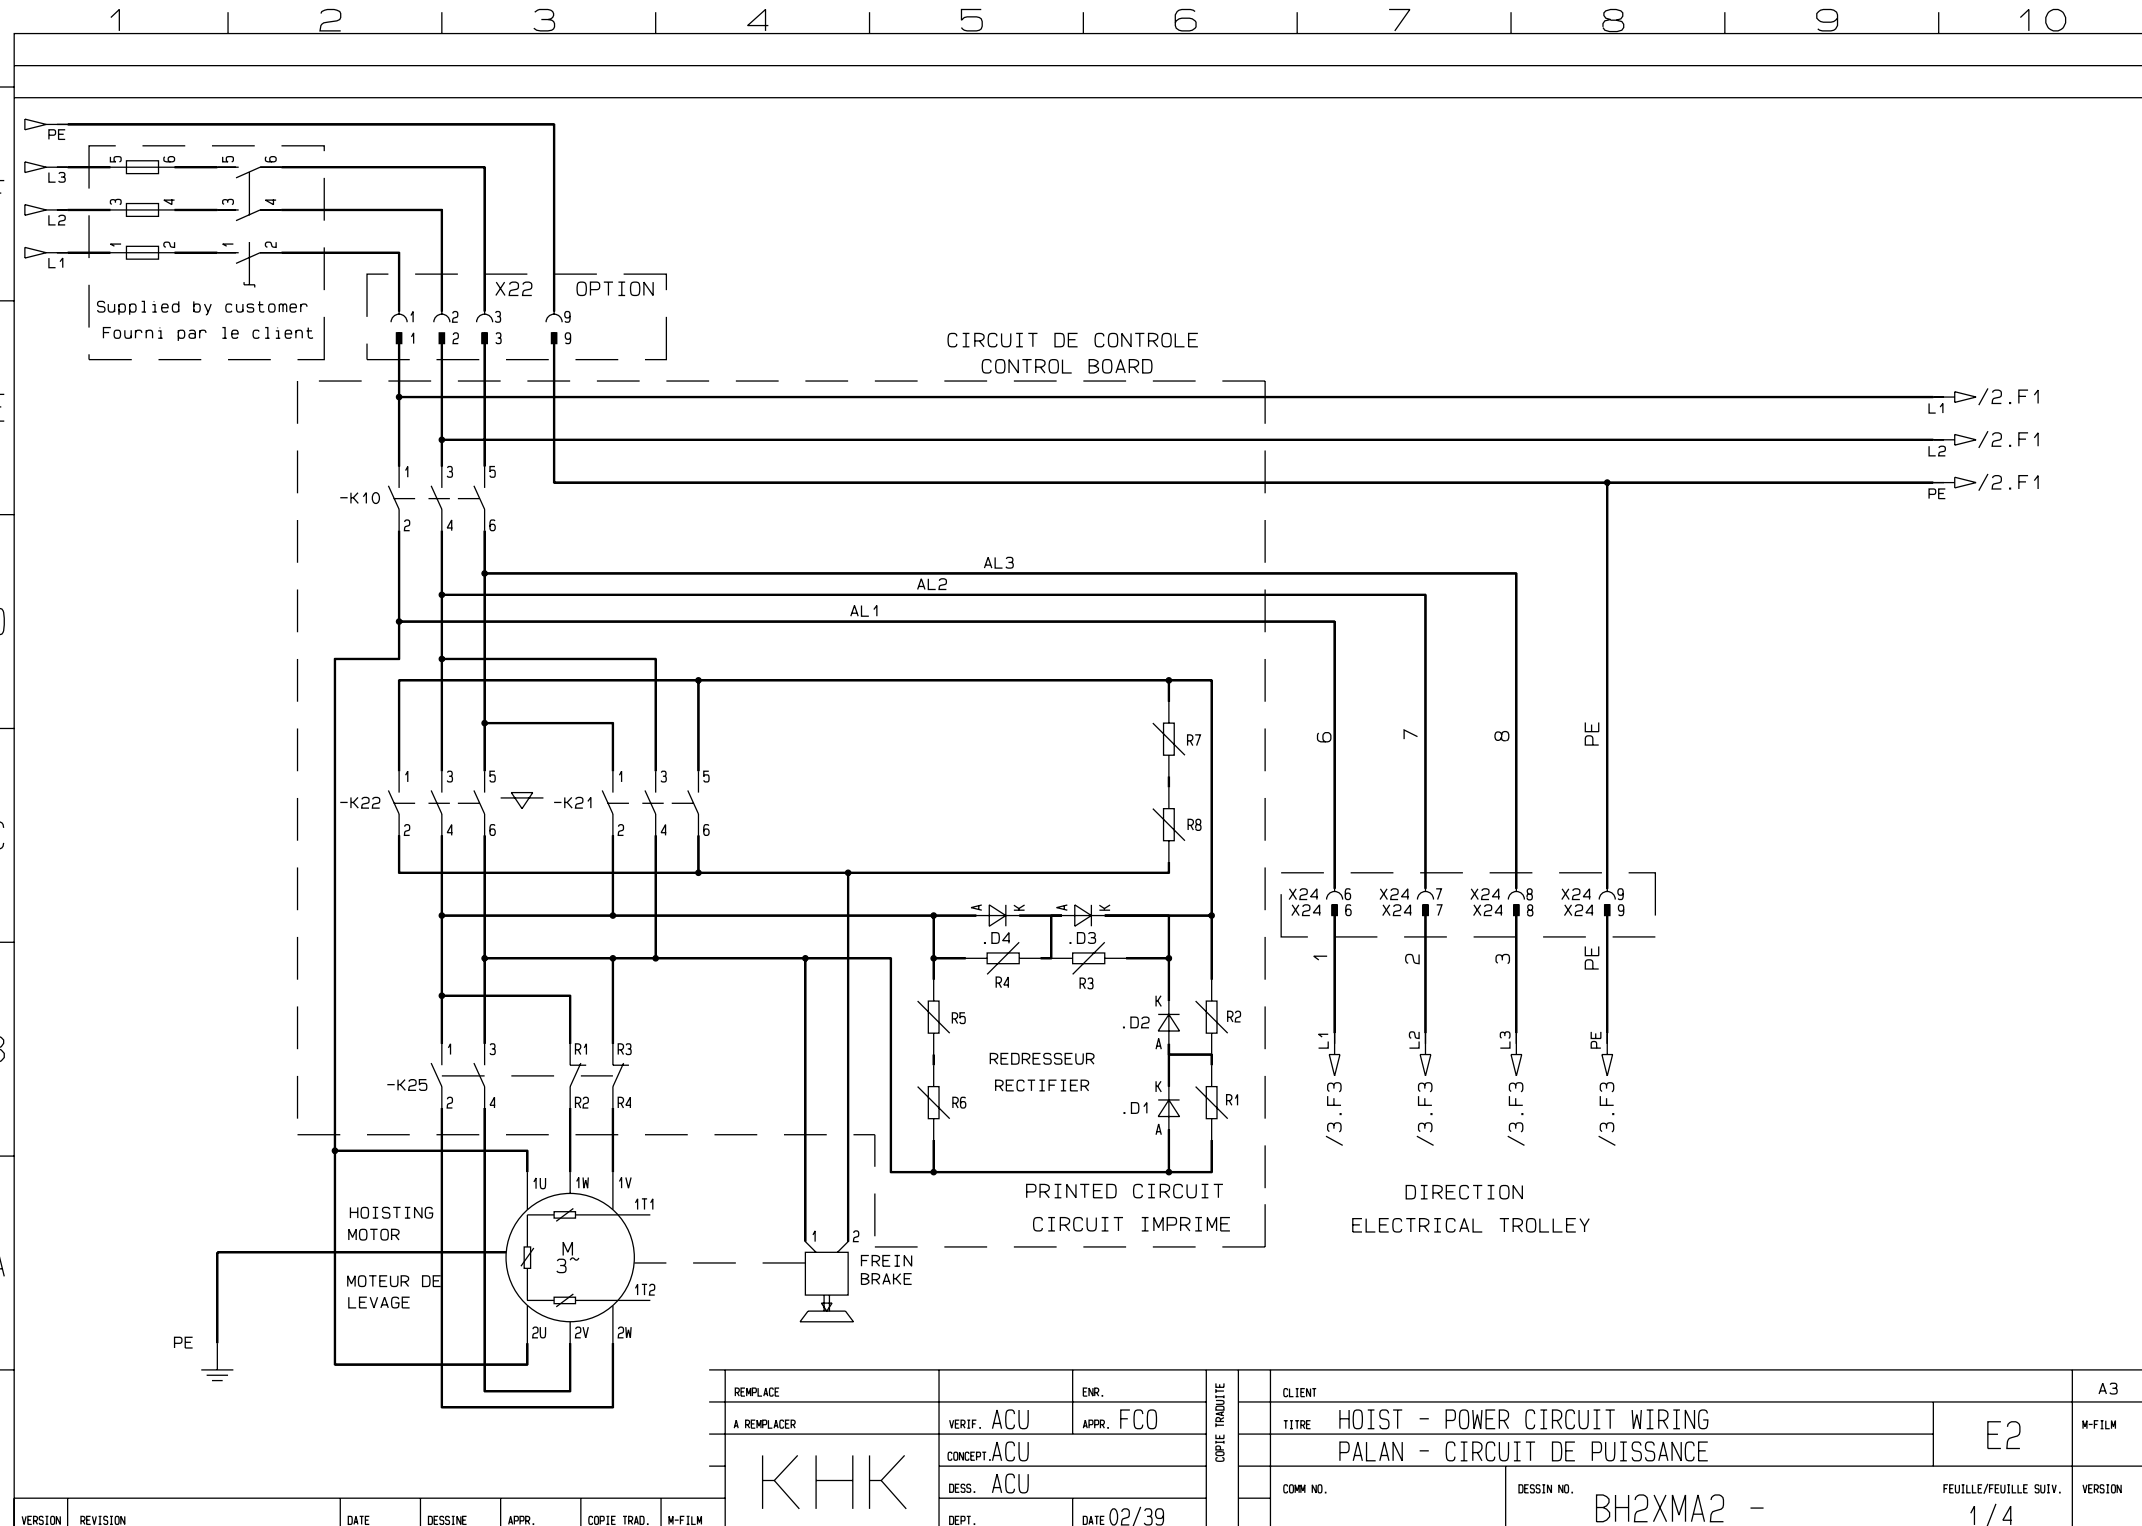 1 2 3 4 5 6 7 8 9 10
PE
L3 5 6 5 6
L2 3 4 3 4
L1 1 2 1 2
Supplied by customer
Fourni par le client
X22 OPTION
1 2 3 9
1 2 3 9
CIRCUIT DE CONTROLE
CONTROL BOARD
L1 /2.F1
L2 /2.F1
PE /2.F1
1 3 5
-K10
2 4 6
AL3
AL2
AL1
R7
6 7 8 PE
1 3 5 1 3 5
-K22 -K21
2 4 6 2 4 6
R8
X24 6 X24 7 X24 8 X24 9
X24 6 X24 7 X24 8 X24 9
A K A K
.D4 .D3
R4 R3
1 2 3 PE
R5 K .D2 A R2
REDRESSEUR
RECTIFIER
1 3 R1 R3
-K25
2 4 R2 R4
R6 K .D1 A R1
L1 L2 L3 PE
/3.F3 /3.F3 /3.F3 /3.F3
1U 1W 1V
1T1
PRINTED CIRCUIT
CIRCUIT IMPRIME
DIRECTION
ELECTRICAL TROLLEY
HOISTING
MOTOR
M
3~
1 2
FREIN
BRAKE
MOTEUR DE
LEVAGE
1T2
2U 2V 2W
PE
REMPLACE ENR. CLIENT A3
A REMPLACER VERIF. ACU APPR. FCO COPIE TRADUITE TITRE HOIST - POWER CIRCUIT WIRING E2 M-FILM
CONCEPT. ACU PALAN - CIRCUIT DE PUISSANCE
KHK DESS. ACU COMM NO. DESSIN NO. BH2XMA2 - FEUILLE/FEUILLE SUIV. 1/4 VERSION
VERSION REVISION DATE DESSINE APPR. COPIE TRAD. M-FILM DEPT. DATE 02/39